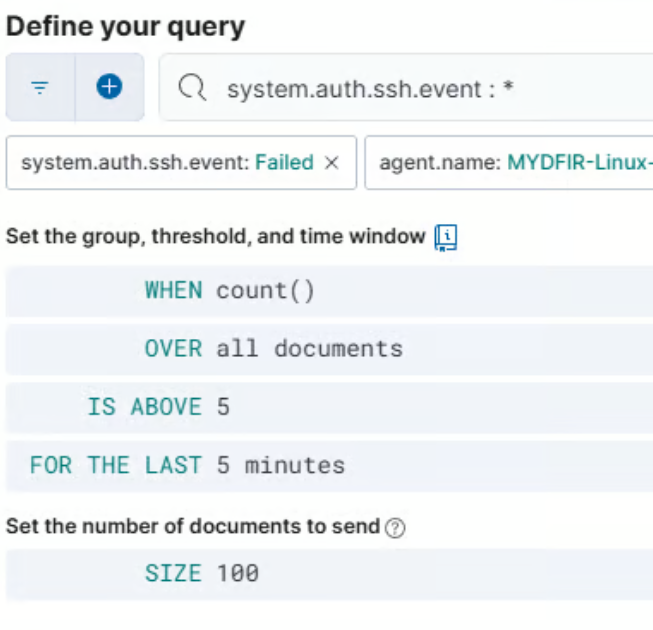 Define your query
system.auth.ssh.event : *
system.auth.ssh.event: Failed × agent.name: MYDFIR-Linux-
Set the group, threshold, and time window
WHEN count()
OVER all documents
IS ABOVE 5
FOR THE LAST 5 minutes
Set the number of documents to send
SIZE 100